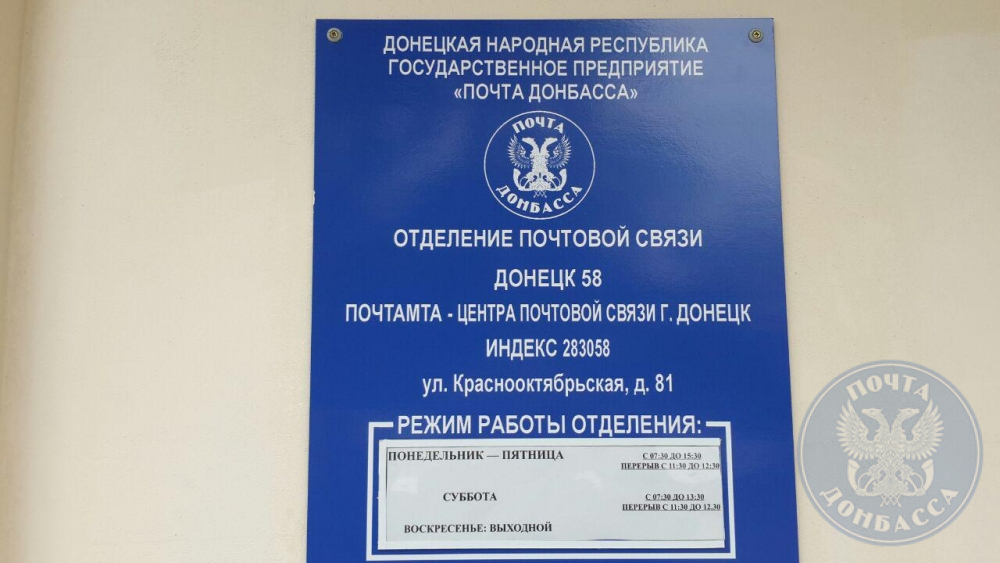 ДОНЕЦКАЯ НАРОДНАЯ РЕСПУБЛИКА
ГОСУДАРСТВЕННОЕ ПРЕДПРИЯТИЕ
«ПОЧТА ДОНБАССА»
ПОЧТА
ДОНБАССА
ОТДЕЛЕНИЕ ПОЧТОВОЙ СВЯЗИ
ДОНЕЦК 58
ПОЧТАМТА - ЦЕНТРА ПОЧТОВОЙ СВЯЗИ Г. ДОНЕЦК
ИНДЕКС 283058
ул. Краснооктябрьская, д. 81
РЕЖИМ РАБОТЫ ОТДЕЛЕНИЯ:
ПОНЕДЕЛЬНИК — ПЯТНИЦА С 07:30 ДО 15:30
ПЕРЕРЫВ С 11:30 ДО 12:30
СУББОТА С 07:30 ДО 13:30
ПЕРЕРЫВ С 11:30 ДО 12.30
ВОСКРЕСЕНЬЕ: ВЫХОДНОЙ
ПОЧТА
ДОНБАССА